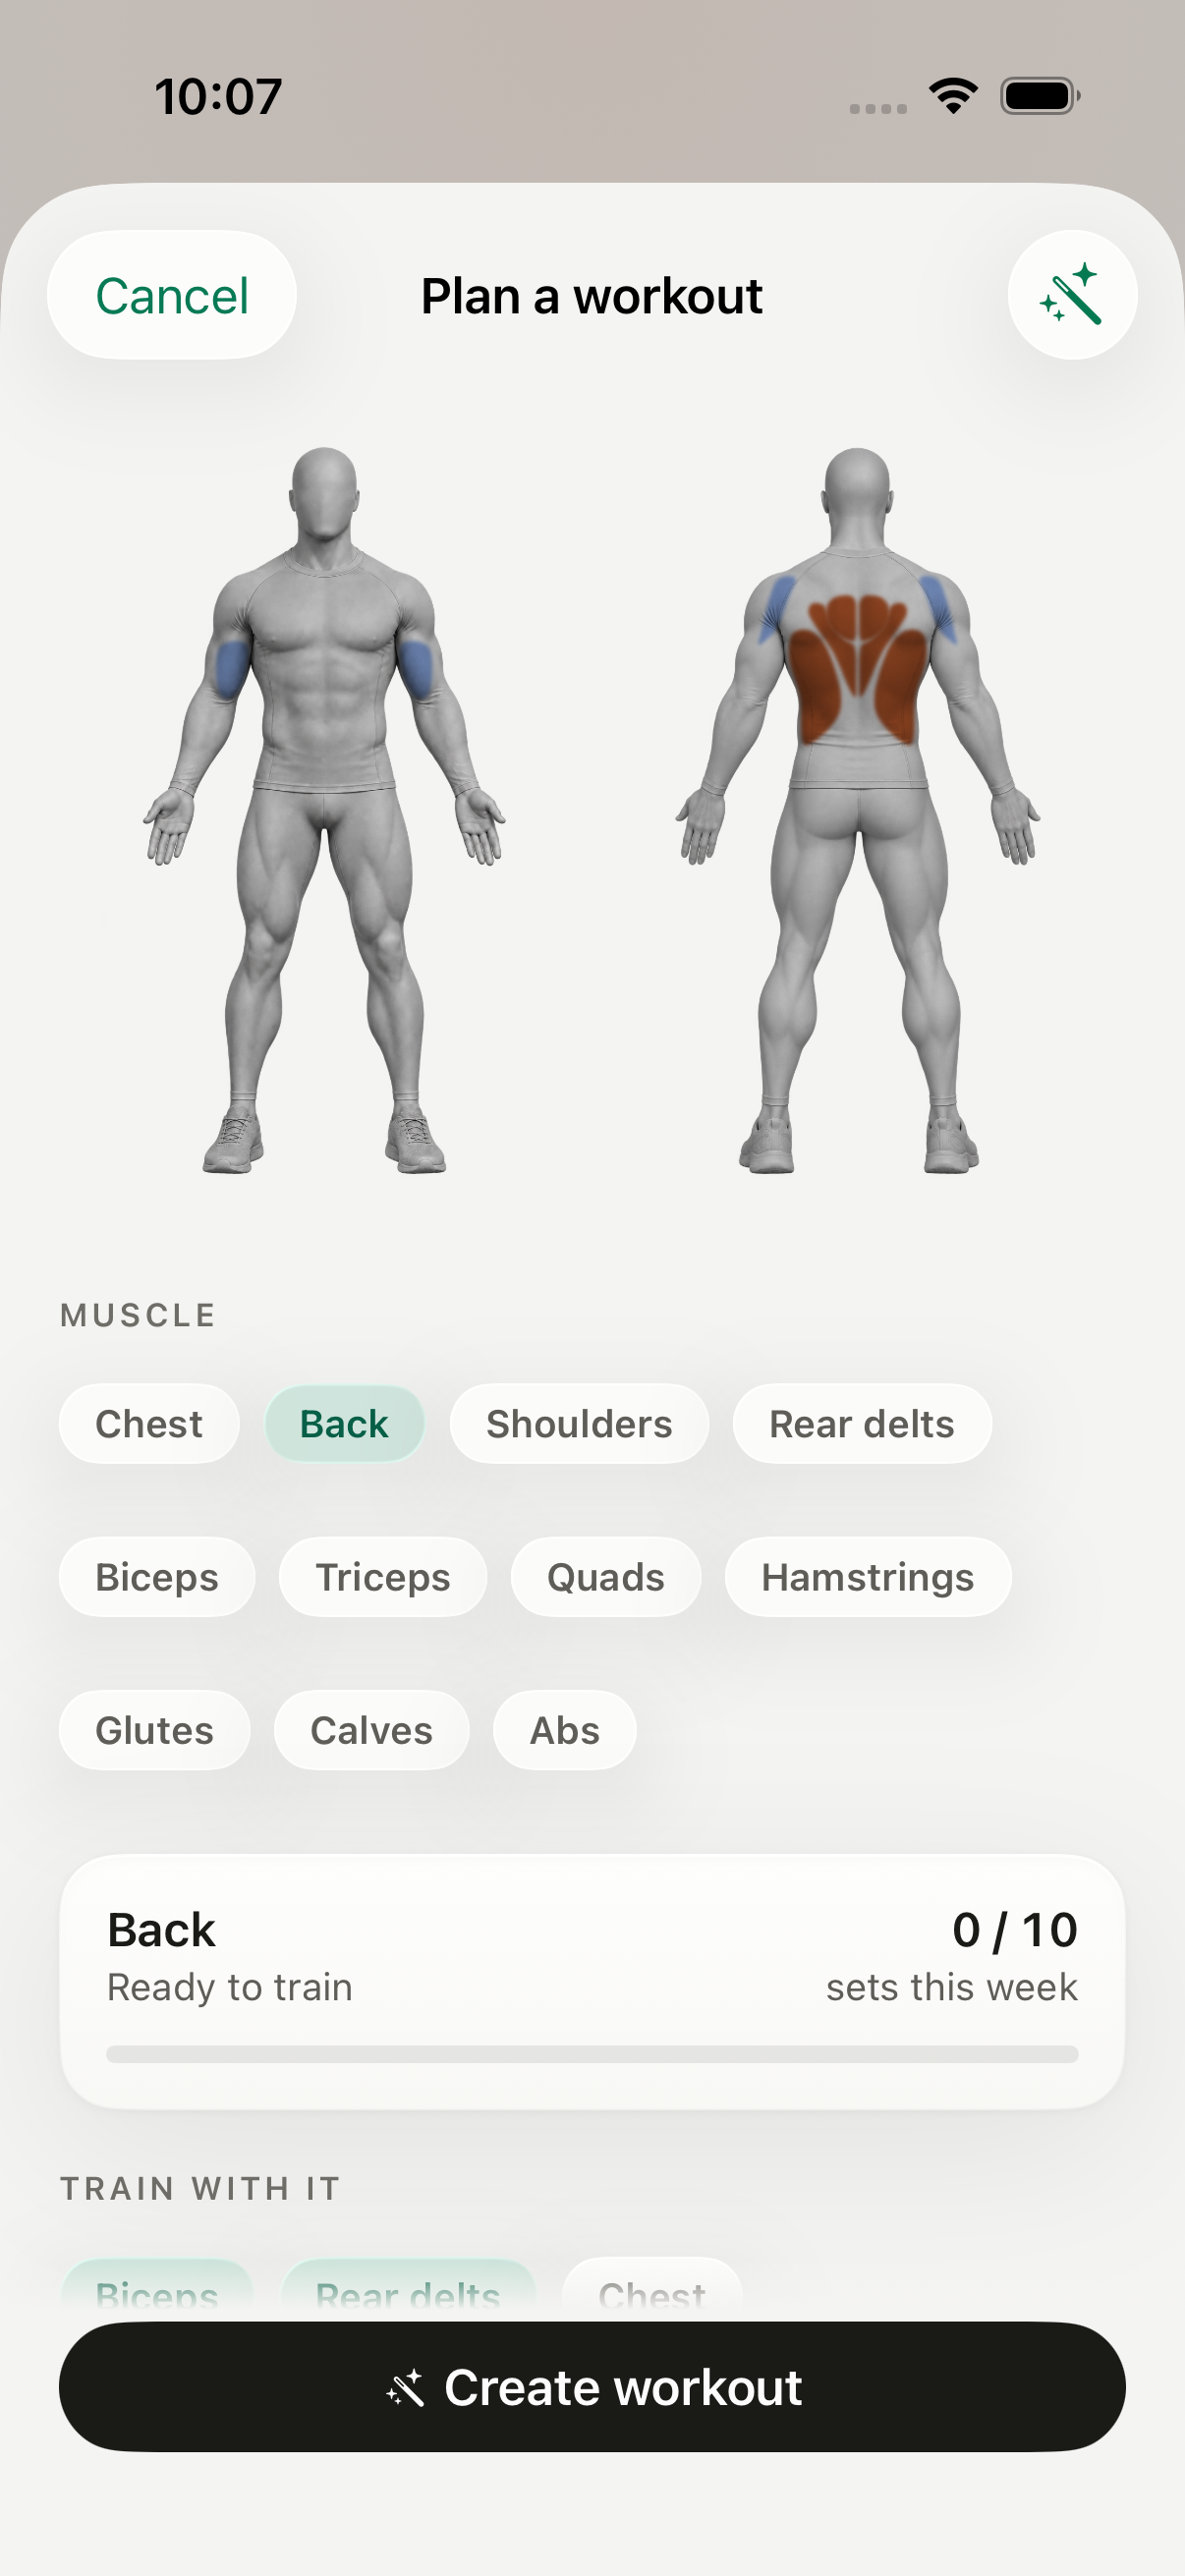 10:07
Cancel
Plan a workout
MUSCLE
Chest
Back
Shoulders
Rear delts
Biceps
Triceps
Quads
Hamstrings
Glutes
Calves
Abs
Back
0 / 10
Ready to train
sets this week
TRAIN WITH IT
Biceps
Rear delts
Chest
Create workout